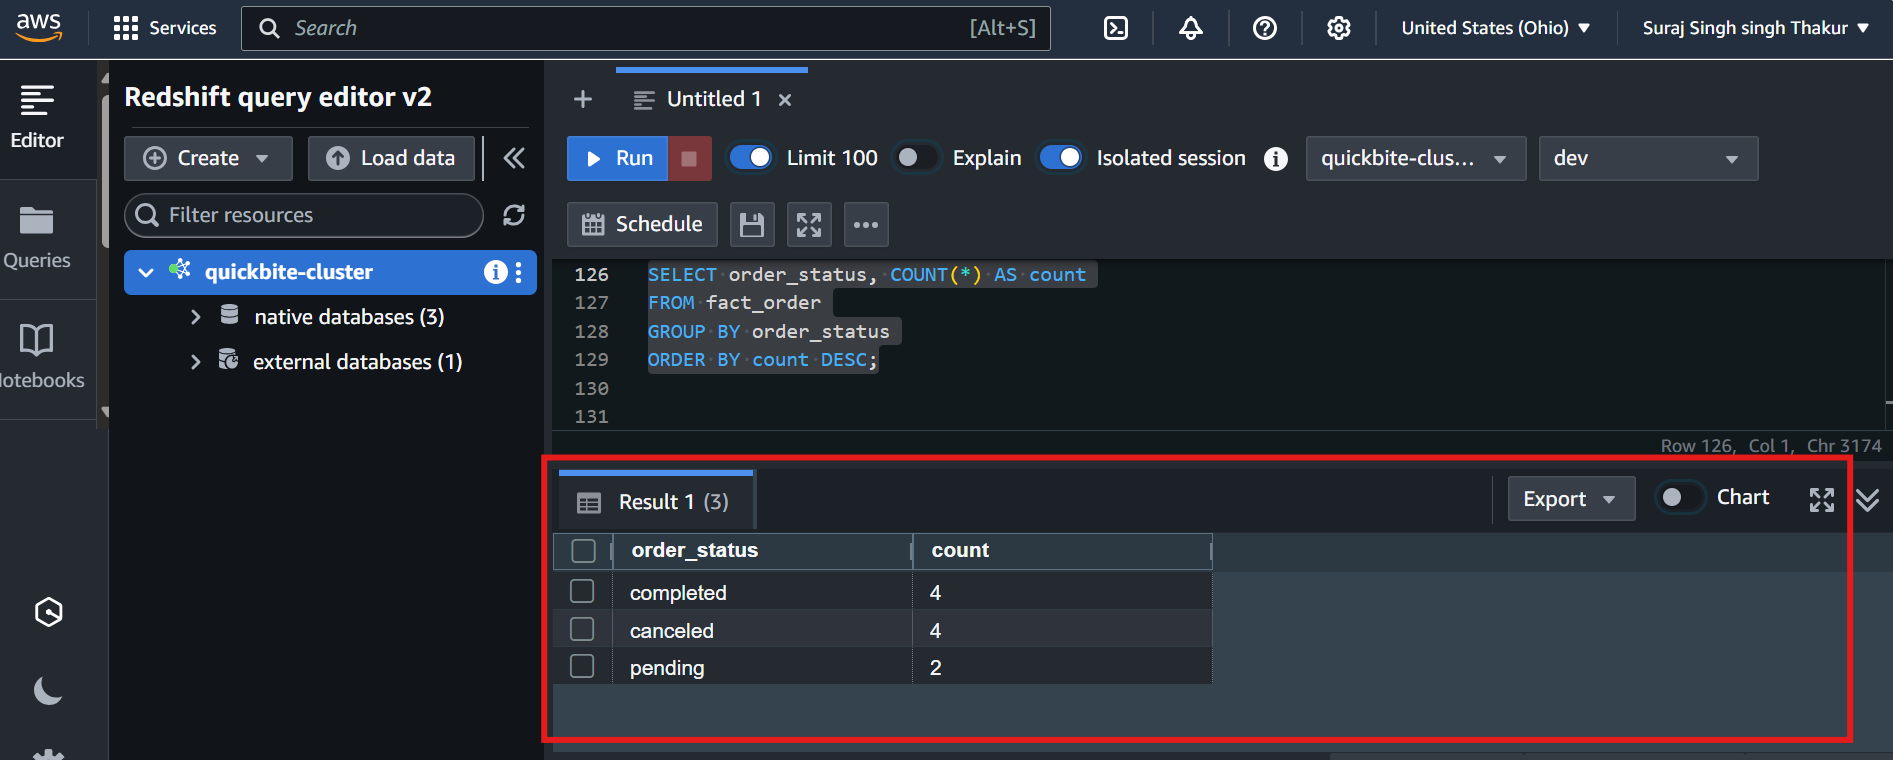 aws
Services
Search
[Alt+S]
United States (Ohio)
Suraj Singh singh Thakur
Editor
Queries
Notebooks
Redshift query editor v2
Create
Load data
Filter resources
quickbite-cluster
native databases (3)
external databases (1)
Untitled 1
Run
Limit 100
Explain
Isolated session
quickbite-clus...
dev
Schedule
126 SELECT order_status, COUNT(*) AS count
127 FROM fact_order
128 GROUP BY order_status
129 ORDER BY count DESC;
130
131
Row 126, Col 1, Chr 3174
Result 1 (3)
Export
Chart
order_status count
completed 4
canceled 4
pending 2